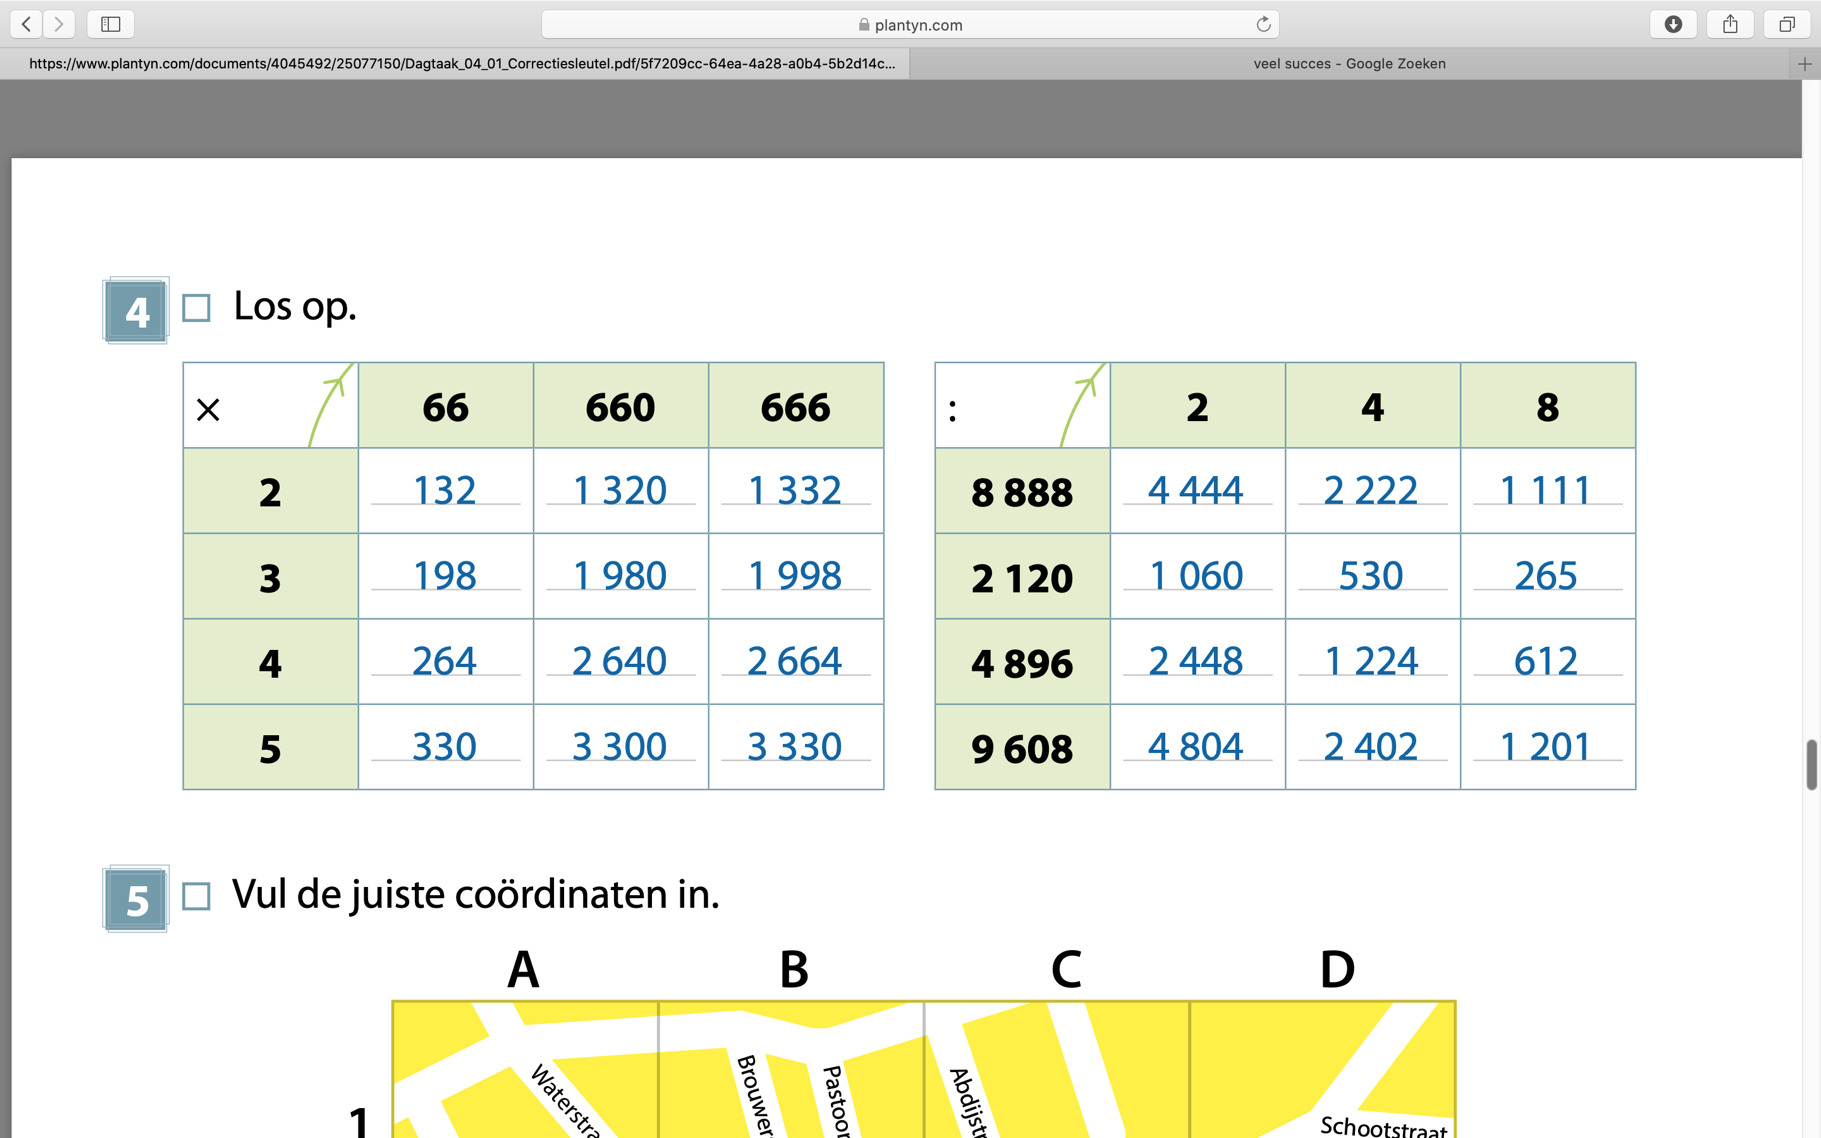 plantyn.com
https://www.plantyn.com/documents/4045492/25077150/Dagtaak_04_01_Correctiesleutel.pdf/5f7209cc-64ea-4a28-a0b4-5b2d14c...
veel succes - Google Zoeken
4 Los op.
× 66 660 666
2 132 1 320 1 332
3 198 1 980 1 998
4 264 2 640 2 664
5 330 3 300 3 330
: 2 4 8
8 888 4 444 2 222 1 111
2 120 1 060 530 265
4 896 2 448 1 224 612
9 608 4 804 2 402 1 201
5 Vul de juiste coördinaten in.
A B C D
1
Waterstra
Brouwer
Pastoor
Abdijstr
Schootstraat